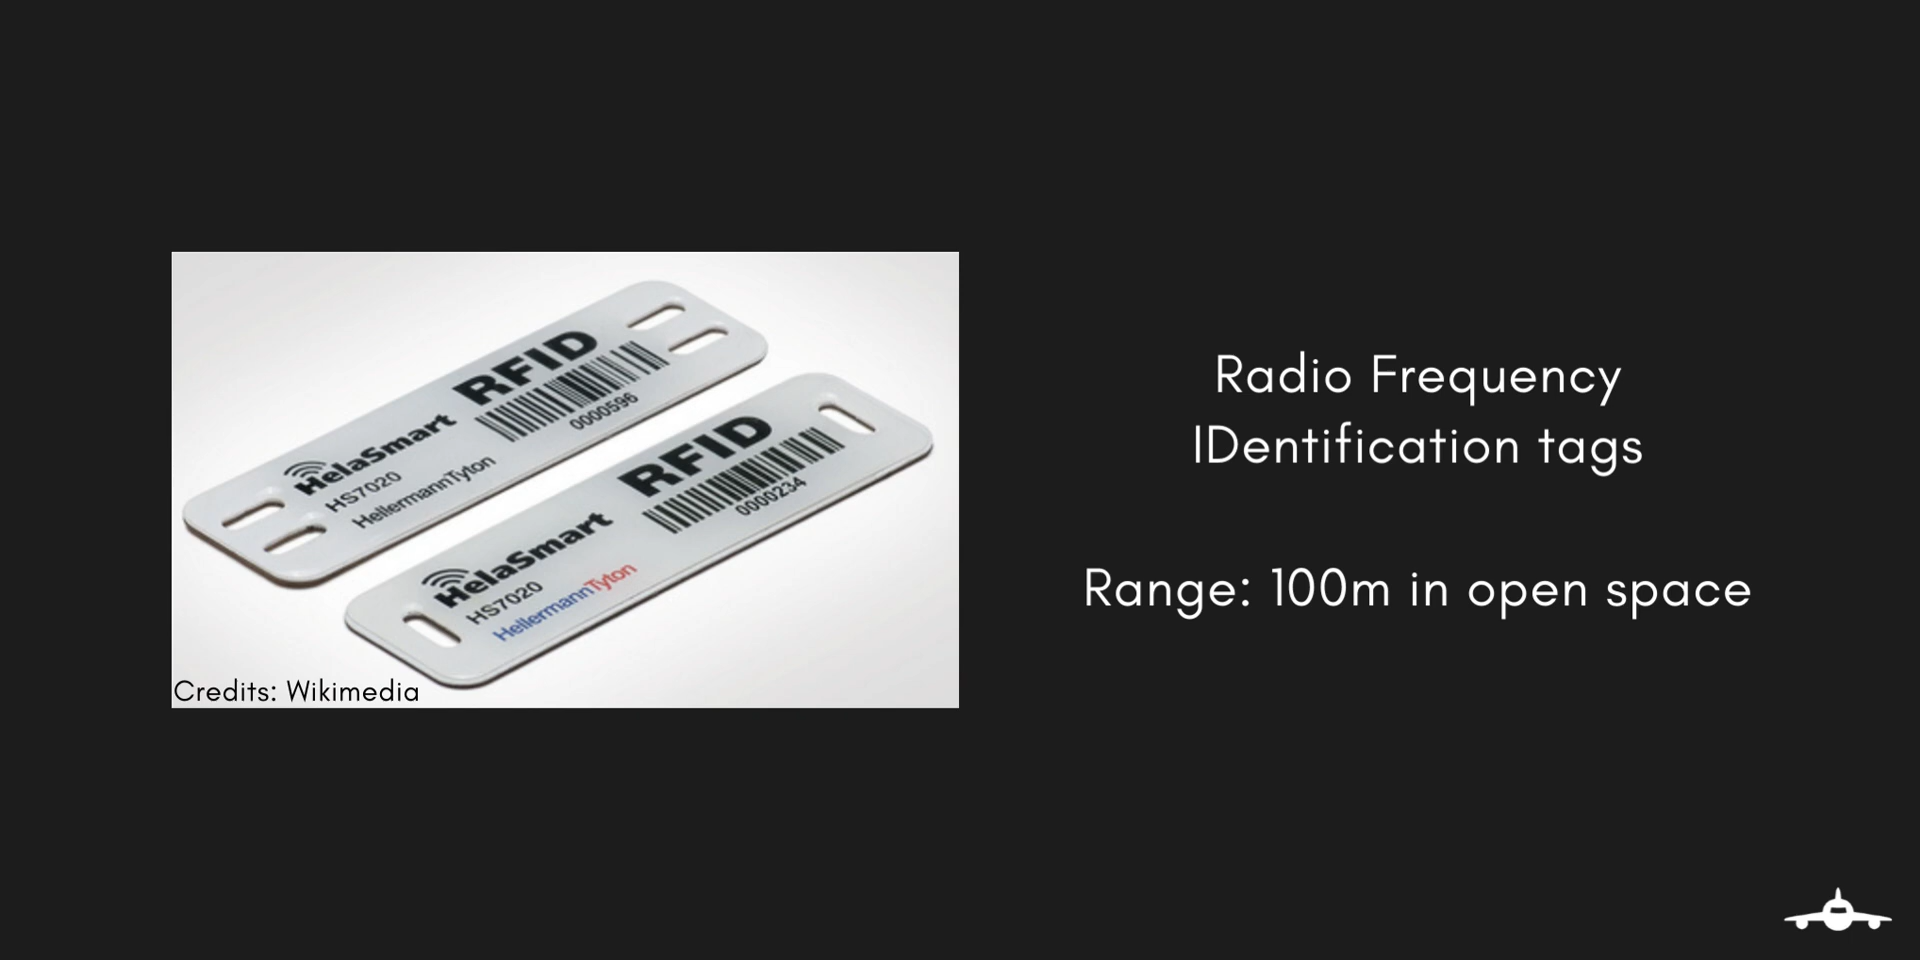 RFID
0000596
HelaSmart
HS7020
HellermannTyton
RFID
0000234
HelaSmart
HS7020
HellermannTyton
Credits: Wikimedia
Radio Frequency
IDentification tags
Range: 100m in open space